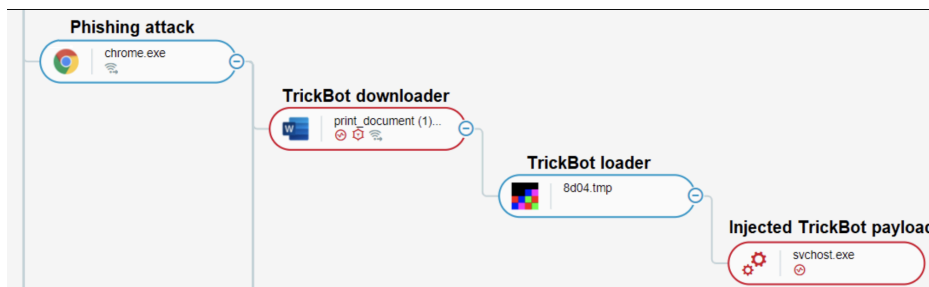 Phishing attack
chrome.exe
TrickBot downloader
W
print_document (1)...
TrickBot loader
8d04.tmp
Injected TrickBot payload
svchost.exe